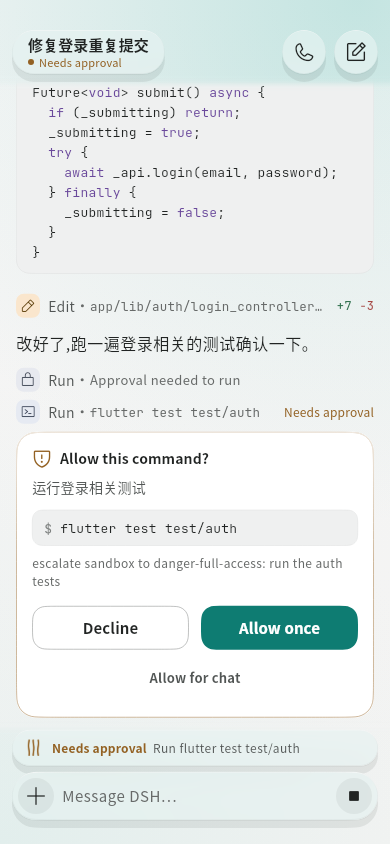 修复登录重复提交
Needs approval
Future<void> submit() async {
if (_submitting) return;
_submitting = true;
try {
await _api.login(email, password);
} finally {
_submitting = false;
}
}
Edit • app/lib/auth/login_controller… +7 -3
改好了,跑一遍登录相关的测试确认一下。
Run • Approval needed to run
Run • flutter test test/auth Needs approval
Allow this command?
运行登录相关测试
$ flutter test test/auth
escalate sandbox to danger-full-access: run the auth
tests
Decline Allow once
Allow for chat
Needs approval Run flutter test test/auth
Message DSH…